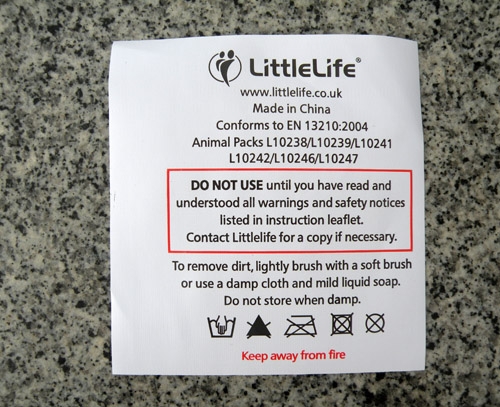 LittleLife®
www.littlelife.co.uk
Made in China
Conforms to EN 13210:2004
Animal Packs L10238/L10239/L10241
L10242/L10246/L10247
DO NOT USE until you have read and
understood all warnings and safety notices
listed in instruction leaflet.
Contact Littlelife for a copy if necessary.
To remove dirt, lightly brush with a soft brush
or use a damp cloth and mild liquid soap.
Do not store when damp.
Keep away from fire